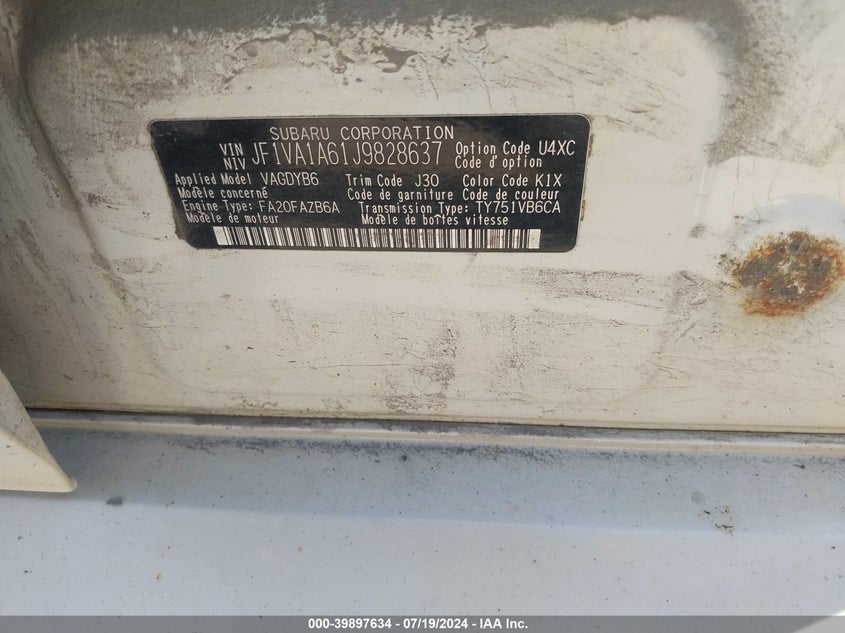 SUBARU CORPORATION
VIN
NIV JF1VA1A61J9828637 Option Code U4XC
Code d'option
Applied Model VAGDYB6 Trim Code J30 Color Code K1X
Modèle concerné Code de garniture Code de couleur
Engine Type: FA20FAZB6A Transmission Type: TY751VB6CA
Modèle de moteur Modèle de boîtes vitesse
000-39897634 - 07/19/2024 - IAA Inc.